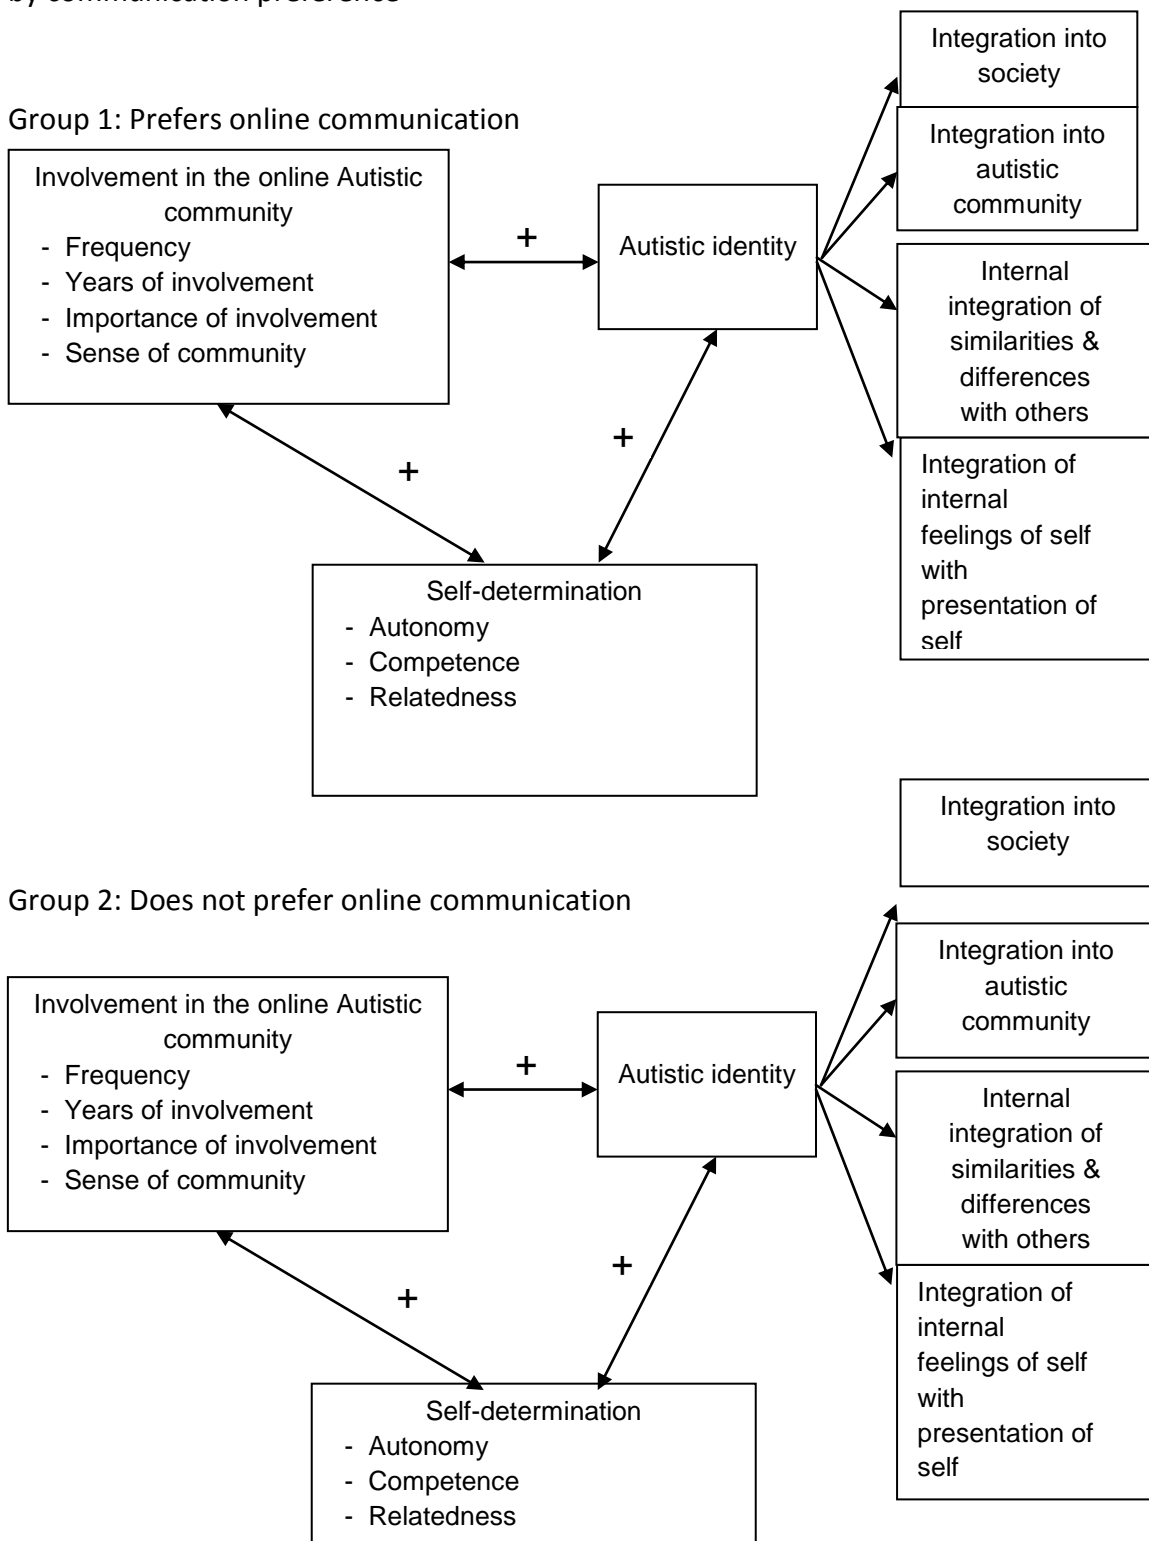 by communication preference
Group 1: Prefers online communication
Involvement in the online Autistic
community
- Frequency
- Years of involvement
- Importance of involvement
- Sense of community
+
Autistic identity
Integration into
society
Integration into
autistic
community
Internal
integration of
similarities &
differences
with others
Integration of
internal
feelings of self
with
presentation of
self
+
+
Self-determination
- Autonomy
- Competence
- Relatedness
Group 2: Does not prefer online communication
Involvement in the online Autistic
community
- Frequency
- Years of involvement
- Importance of involvement
- Sense of community
+
Autistic identity
Integration into
society
Integration into
autistic
community
Internal
integration of
similarities &
differences
with others
Integration of
internal
feelings of self
with
presentation of
self
+
+
Self-determination
- Autonomy
- Competence
- Relatedness